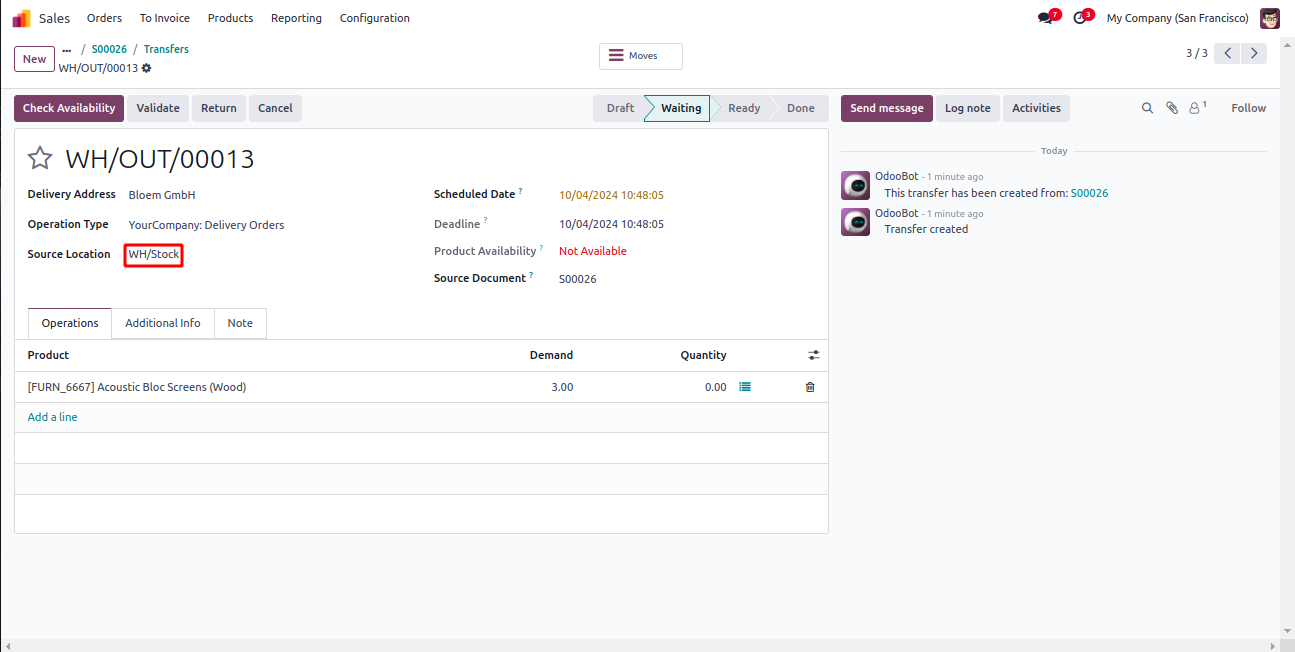 Sales Orders To Invoice Products Reporting Configuration 7 3 My Company (San Francisco)
New ... / S00026 / Transfers
WH/OUT/00013
Moves
3 / 3
Check Availability Validate Return Cancel Draft Waiting Ready Done
Send message Log note Activities 1 Follow
WH/OUT/00013
Delivery Address Bloem GmbH
Operation Type YourCompany: Delivery Orders
Source Location WH/Stock
Scheduled Date ? 10/04/2024 10:48:05
Deadline ? 10/04/2024 10:48:05
Product Availability ? Not Available
Source Document ? S00026
Operations Additional Info Note
Product Demand Quantity
[FURN_6667] Acoustic Bloc Screens (Wood) 3.00 0.00
Add a line
Today
OdooBot - 1 minute ago
This transfer has been created from: S00026
OdooBot - 1 minute ago
Transfer created